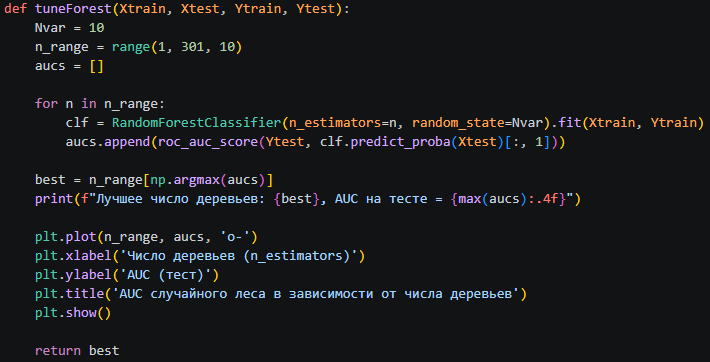 def tuneForest(Xtrain, Xtest, Ytrain, Ytest):
    Nvar = 10
    n_range = range(1, 301, 10)
    aucs = []

    for n in n_range:
        clf = RandomForestClassifier(n_estimators=n, random_state=Nvar).fit(Xtrain, Ytrain)
        aucs.append(roc_auc_score(Ytest, clf.predict_proba(Xtest)[:, 1]))

    best = n_range[np.argmax(aucs)]
    print(f"Лучшее число деревьев: {best}, AUC на тесте = {max(aucs):.4f}")

    plt.plot(n_range, aucs, 'o-')
    plt.xlabel('Число деревьев (n_estimators)')
    plt.ylabel('AUC (тест)')
    plt.title('AUC случайного леса в зависимости от числа деревьев')
    plt.show()

    return best